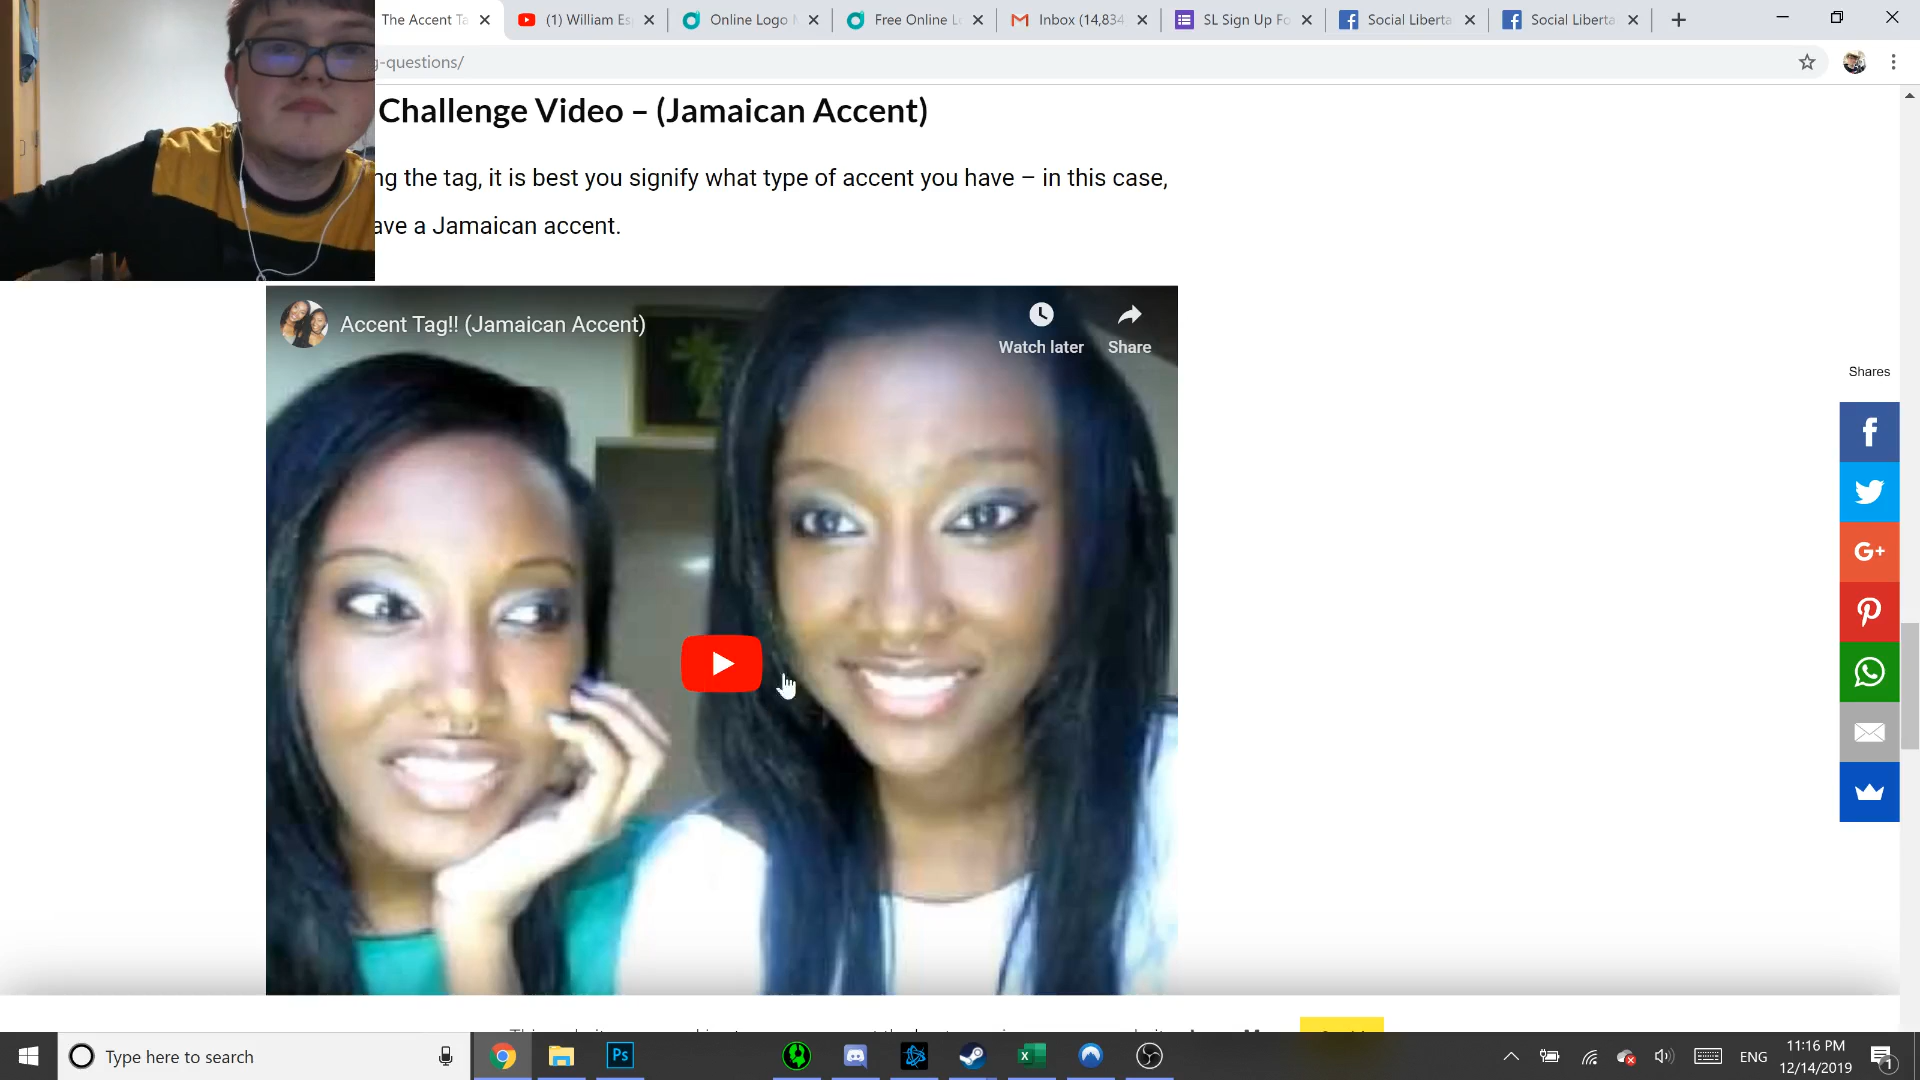 The Accent Ta
(1) William Es
Online Logo
Free Online L
Inbox (14,834
SL Sign Up Fo
Social Liberta
Social Liberta
g-questions/
Challenge Video – (Jamaican Accent)
ng the tag, it is best you signify what type of accent you have – in this case,
ave a Jamaican accent.
Accent Tag!! (Jamaican Accent)
Watch later
Share
Shares
f
G+
Type here to search
Ps
ENG
11:16 PM
12/14/2019
1